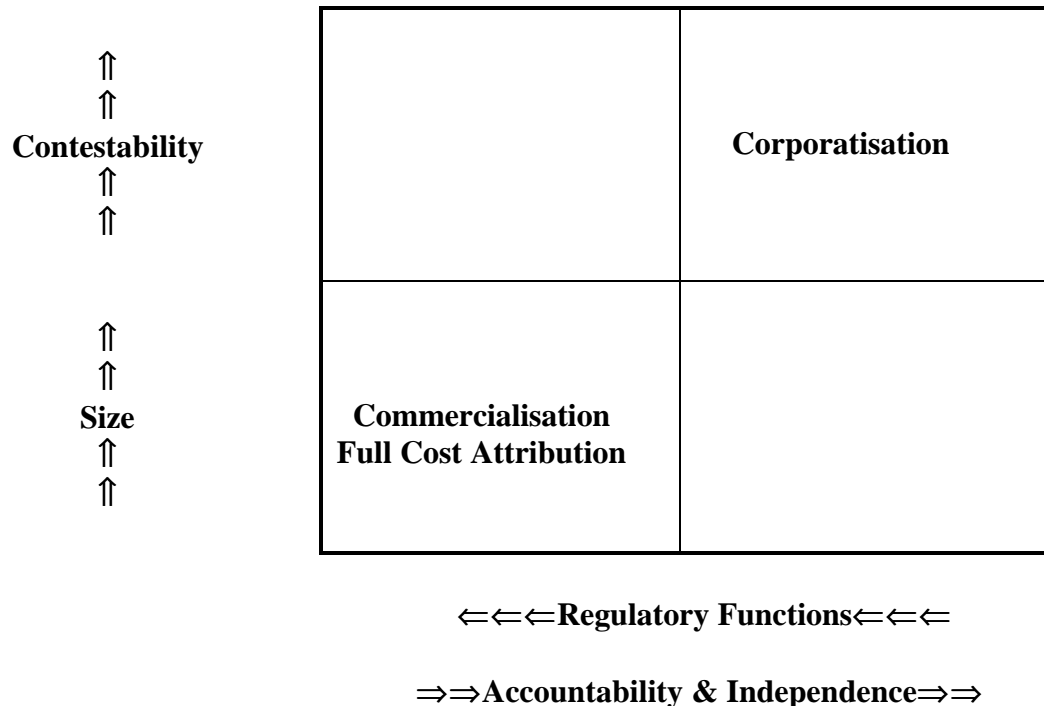 ⇑
⇑
Contestability
⇑
⇑
Corporatisation
⇑
⇑
Size
⇑
⇑
Commercialisation
Full Cost Attribution
⇐⇐⇐Regulatory Functions⇐⇐⇐
⇒⇒Accountability & Independence⇒⇒